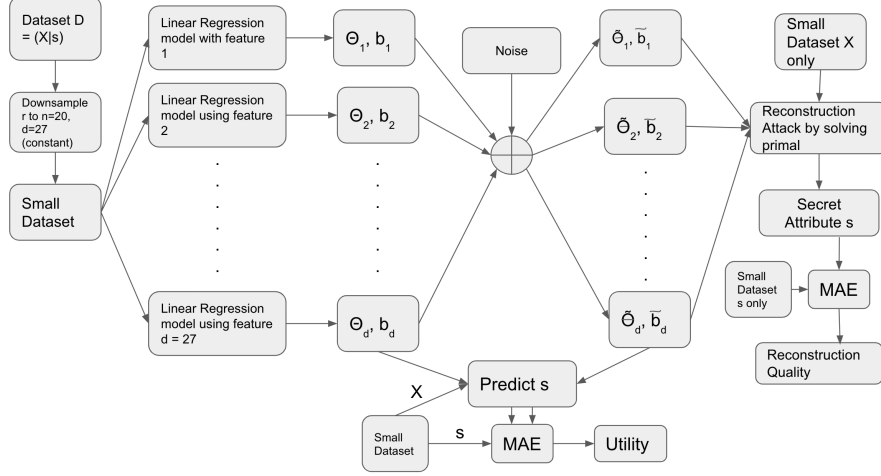 Dataset D
= (X|s)
Downsample
r to n=20,
d=27
(constant)
Small
Dataset
Linear Regression
model with feature
1
Linear Regression
model using feature
2
Linear Regression
model using feature
d = 27
Θ1, b1
Θ2, b2
Θd, bd
Noise
Θ̃1, b̃1
Θ̃2, b̃2
Θ̃d, b̃d
Small
Dataset X
only
Reconstruction
Attack by solving
primal
Secret
Attribute s
Small
Dataset
s only
MAE
Reconstruction
Quality
Predict s
X
Small
Dataset
s
MAE
Utility